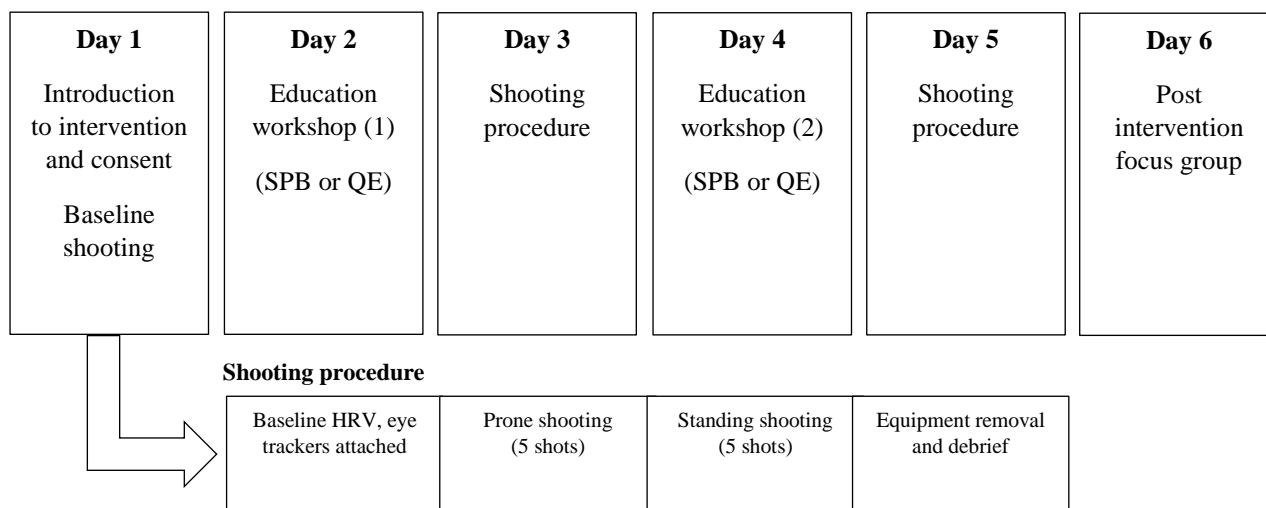 Day 1
Introduction
to intervention
and consent
Baseline
shooting
Day 2
Education
workshop (1)
(SPB or QE)
Day 3
Shooting
procedure
Day 4
Education
workshop (2)
(SPB or QE)
Day 5
Shooting
procedure
Day 6
Post
intervention
focus group
Shooting procedure
Baseline HRV, eye
trackers attached
Prone shooting
(5 shots)
Standing shooting
(5 shots)
Equipment removal
and debrief